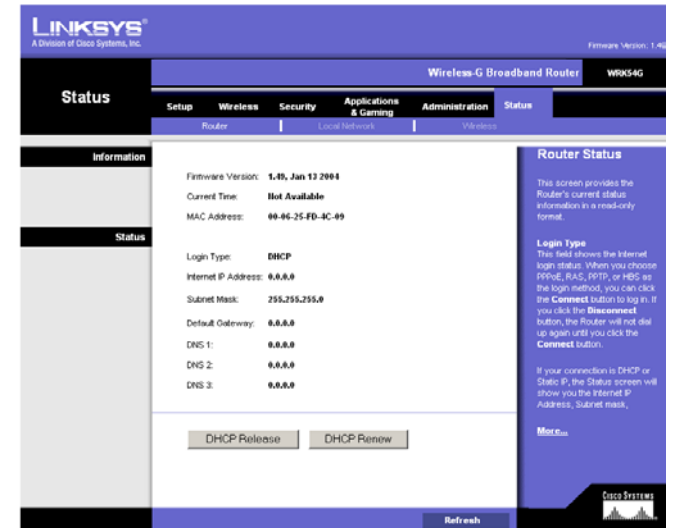 LINKSYS®
A Division of Cisco Systems, Inc.
Firmware Version: 1.49
Wireless-G Broadband Router WRK54G
Status
Setup Wireless Security Applications & Gaming Administration Status
Router Local Network Wireless
Information
Firmware Version: 1.49, Jan 13 2004
Current Time: Not Available
MAC Address: 00-06-25-FD-4C-09
Status
Login Type: DHCP
Internet IP Address: 0.0.0.0
Subnet Mask: 255.255.255.0
Default Gateway: 0.0.0.0
DNS 1: 0.0.0.0
DNS 2: 0.0.0.0
DNS 3: 0.0.0.0
DHCP Release DHCP Renew
Router Status
This screen provides the
Router's current status
information in a read-only
format.
Login Type
This field shows the Internet
login status. When you choose
PPPoE, RAS, PPTP, or HBS as
the login method, you can click
the Connect button to log in. If
you click the Disconnect
button, the Router will not dial
up again until you click the
Connect button.
If your connection is DHCP or
Static IP, the Status screen will
show you the Internet IP
Address, Subnet mask,
More...
Refresh
CISCO SYSTEMS